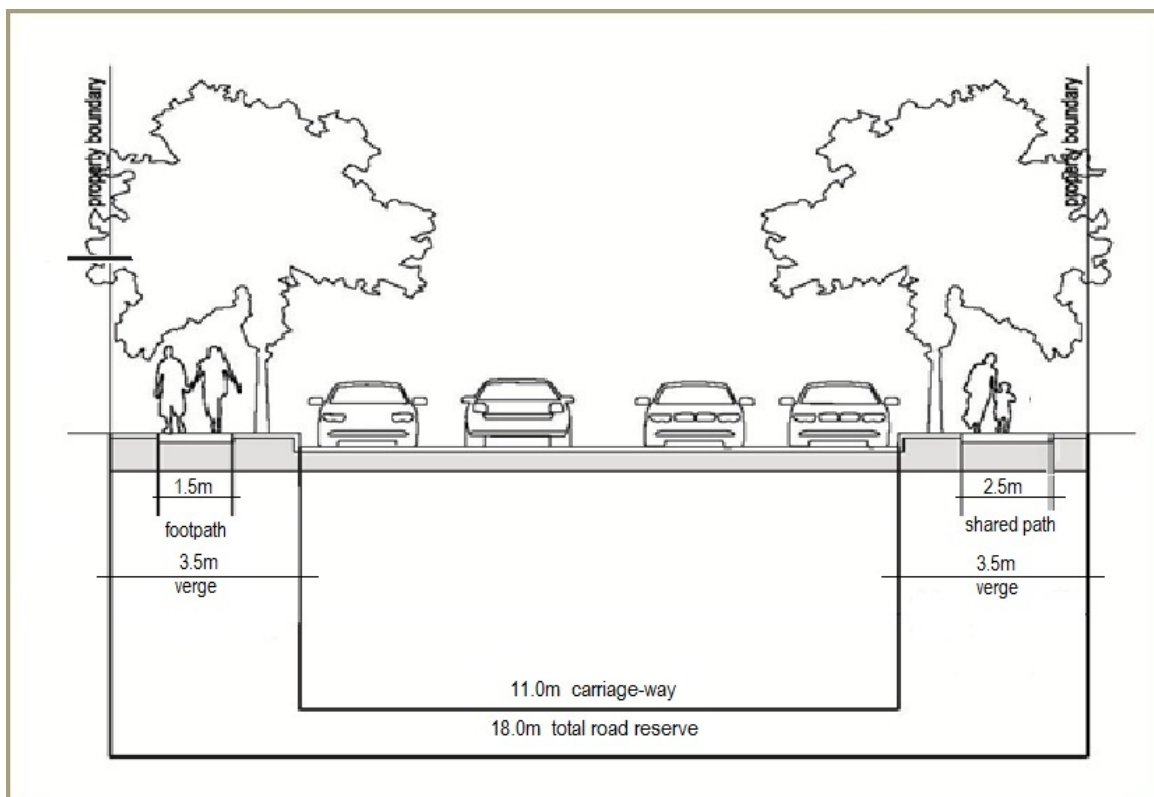 property boundary
property boundary
1.5m
footpath
3.5m
verge
2.5m
shared path
3.5m
verge
11.0m carriage-way
18.0m total road reserve